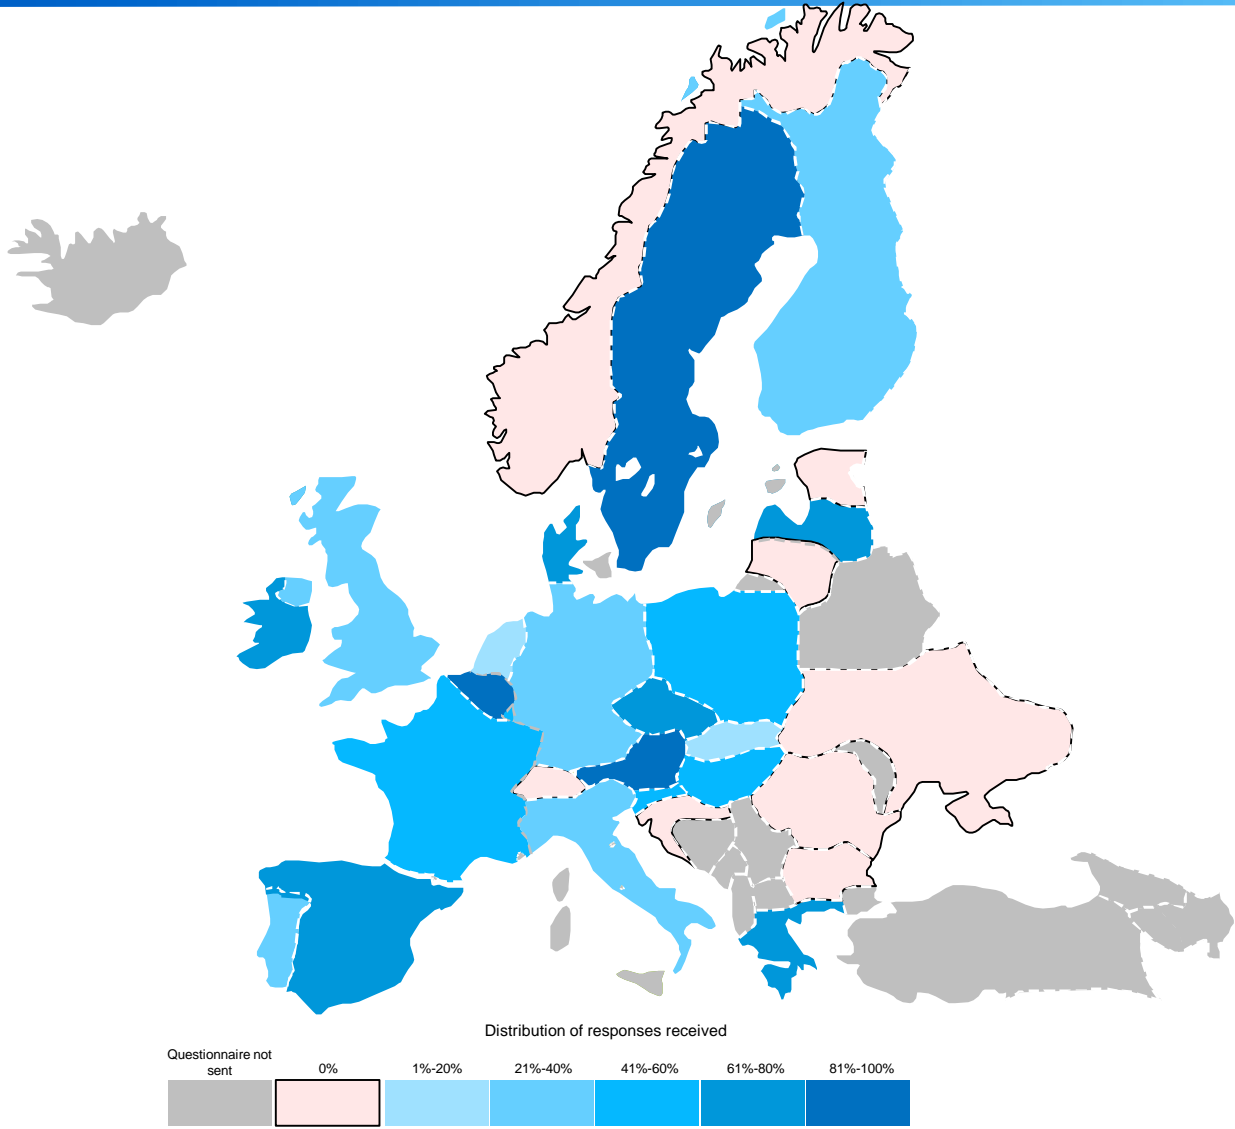 Distribution of responses received
Questionnaire not
sent
0%
1%-20%
21%-40%
41%-60%
61%-80%
81%-100%